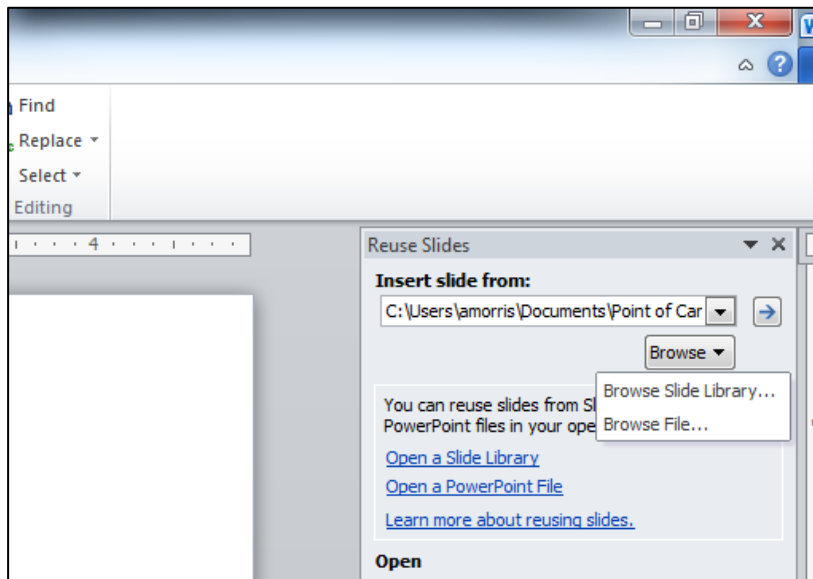 Find
Replace
Select
Editing
4
Reuse Slides
Insert slide from:
C:\Users\amorris\Documents\Point of Car
Browse
Browse Slide Library...
Browse File...
You can reuse slides from Sl
PowerPoint files in your ope
Open a Slide Library
Open a PowerPoint File
Learn more about reusing slides.
Open